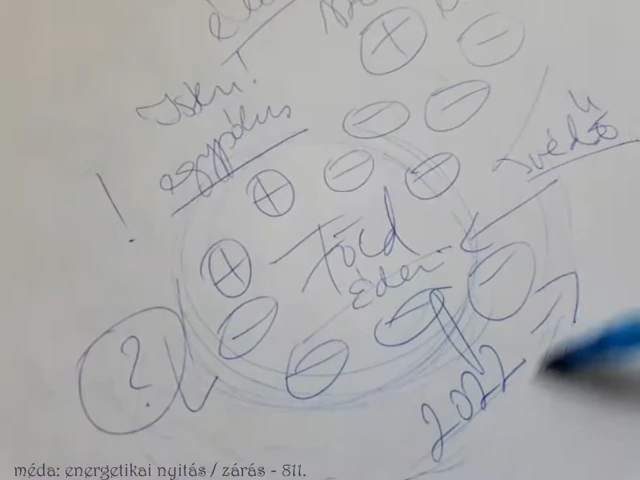 Isten!
egypólus
védő
!
Föld
Éden
?
2022
méda: energetikai nyitás / zárás - 811.